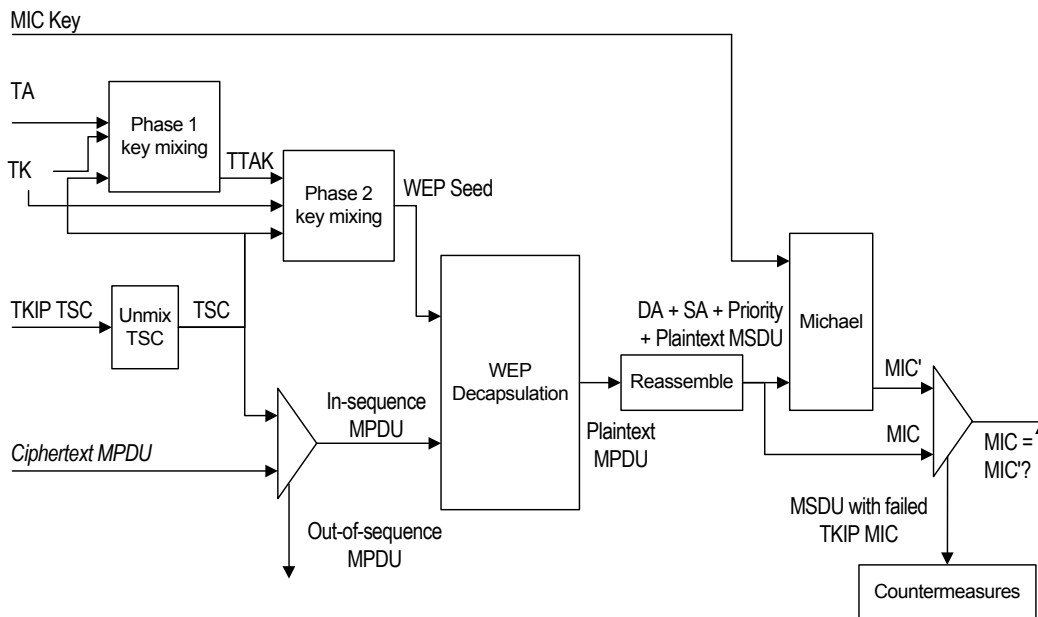 MIC Key
TA
Phase 1
key mixing
TK
TTAK
Phase 2
key mixing
WEP Seed
TKIP TSC
Unmix
TSC
TSC
DA + SA + Priority
+ Plaintext MSDU
Michael
WEP
Decapsulation
Reassemble
MIC'
In-sequence
MPDU
Ciphertext MPDU
Plaintext
MPDU
MIC
MIC =
MIC'?
Out-of-sequence
MPDU
MSDU with failed
TKIP MIC
Countermeasures